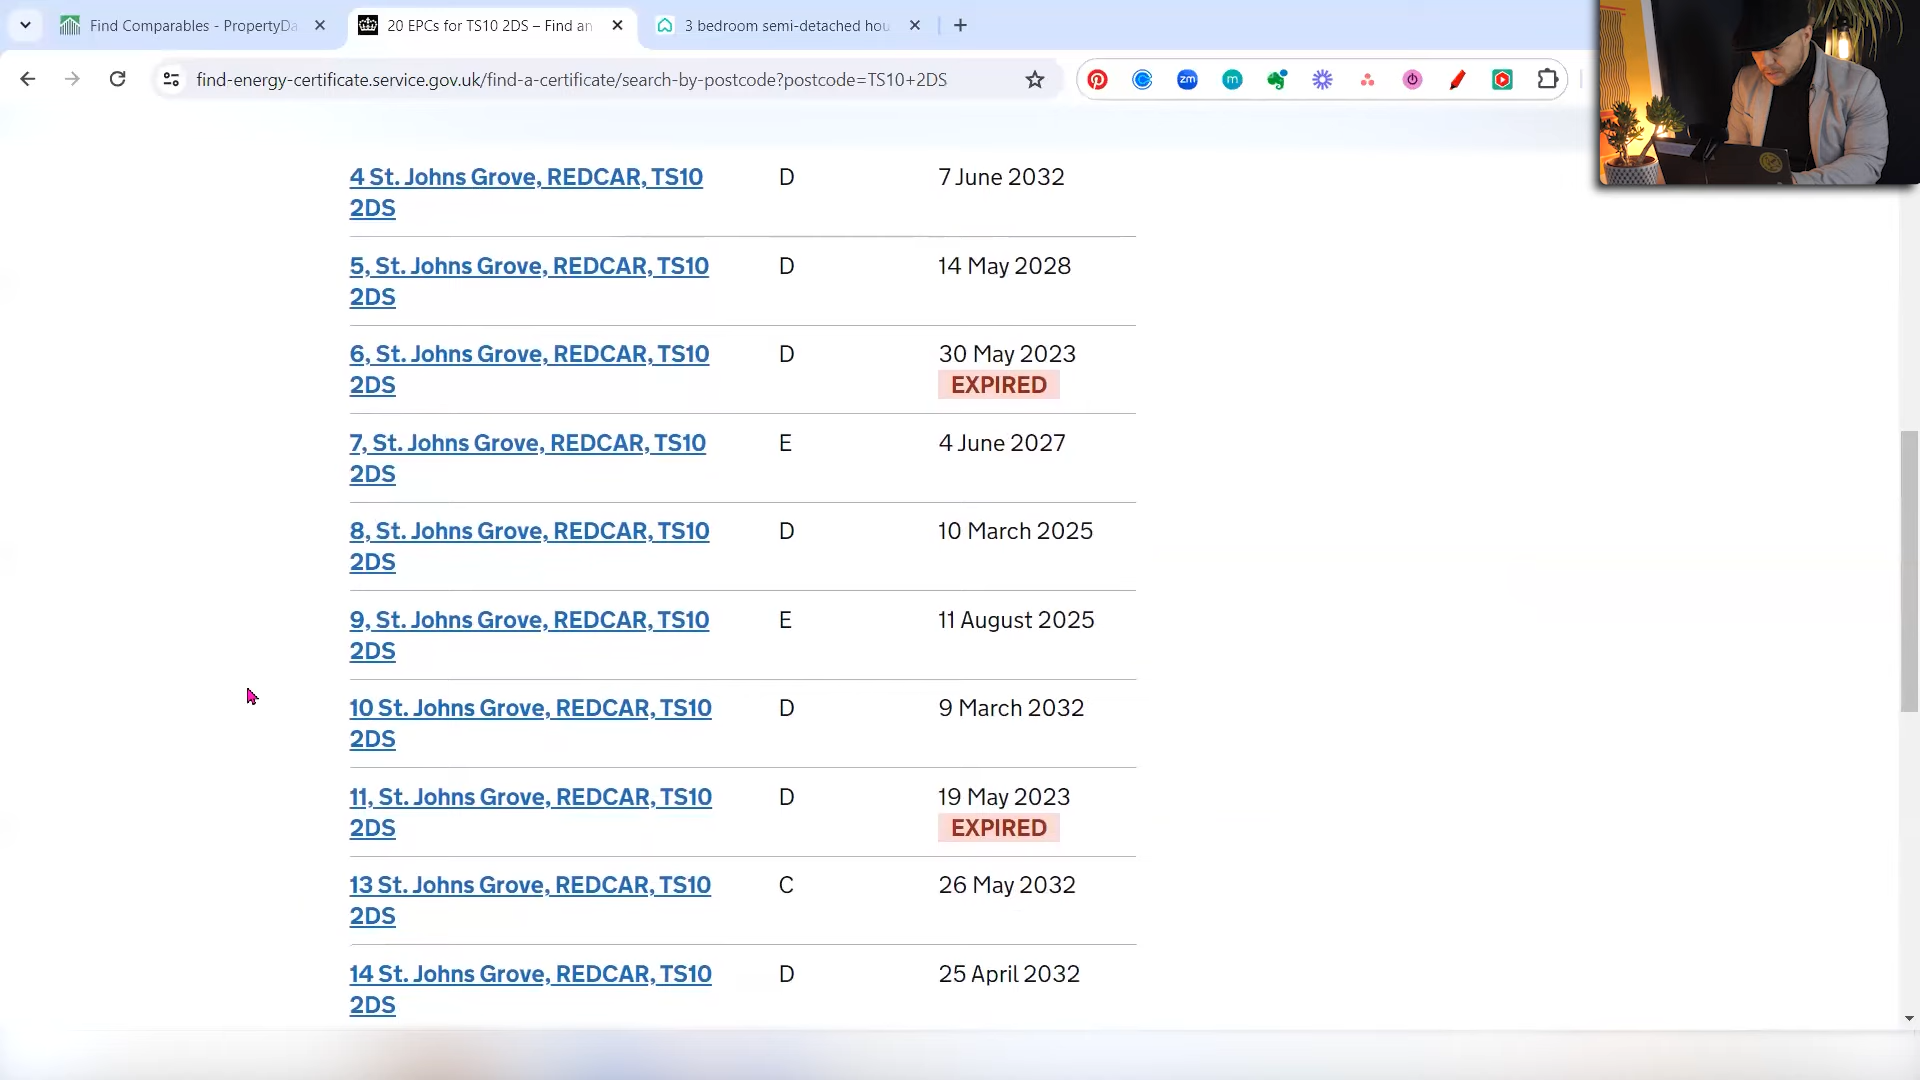 Find Comparables - PropertyDa
20 EPCs for TS10 2DS – Find an
3 bedroom semi-detached hou
find-energy-certificate.service.gov.uk/find-a-certificate/search-by-postcode?postcode=TS10+2DS
zm
m
4 St. Johns Grove, REDCAR, TS10 2DS D 7 June 2032
5, St. Johns Grove, REDCAR, TS10 2DS D 14 May 2028
6, St. Johns Grove, REDCAR, TS10 2DS D 30 May 2023 EXPIRED
7, St. Johns Grove, REDCAR, TS10 2DS E 4 June 2027
8, St. Johns Grove, REDCAR, TS10 2DS D 10 March 2025
9, St. Johns Grove, REDCAR, TS10 2DS E 11 August 2025
10 St. Johns Grove, REDCAR, TS10 2DS D 9 March 2032
11, St. Johns Grove, REDCAR, TS10 2DS D 19 May 2023 EXPIRED
13 St. Johns Grove, REDCAR, TS10 2DS C 26 May 2032
14 St. Johns Grove, REDCAR, TS10 2DS D 25 April 2032